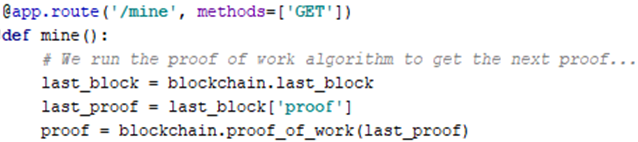 @app.route('/mine', methods=['GET'])
def mine():
    # We run the proof of work algorithm to get the next proof...
    last_block = blockchain.last_block
    last_proof = last_block['proof']
    proof = blockchain.proof_of_work(last_proof)